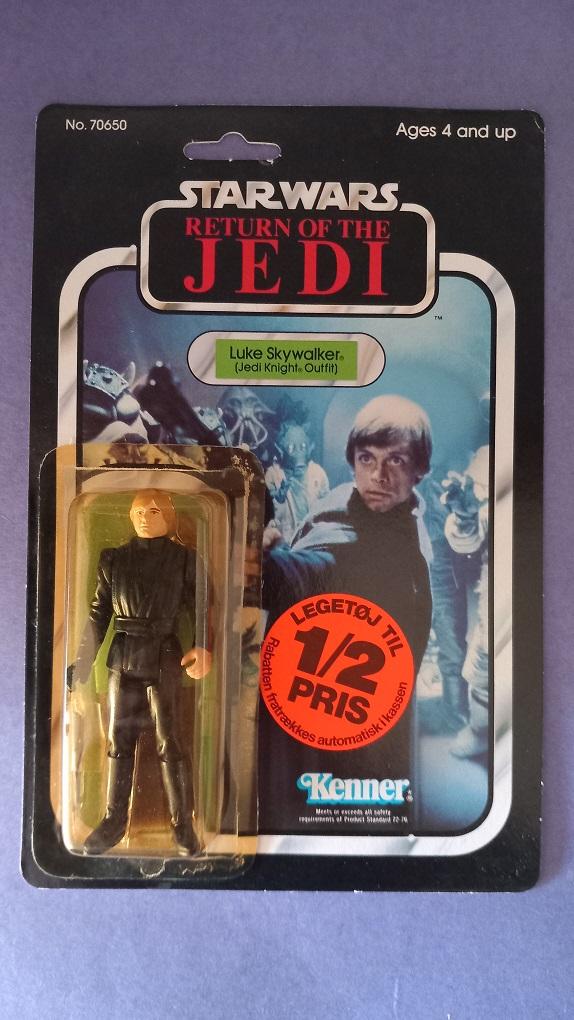 No. 70650
Ages 4 and up
STAR WARS
RETURN OF THE
JEDI
™
Luke Skywalker®
(Jedi Knight® Outfit)
LEGETØJ TIL
1/2
PRIS
Rabatten fratrækkes automatisk i kassen
Kenner®
Meets or exceeds all safety
requirements of Product Standard 72-76.